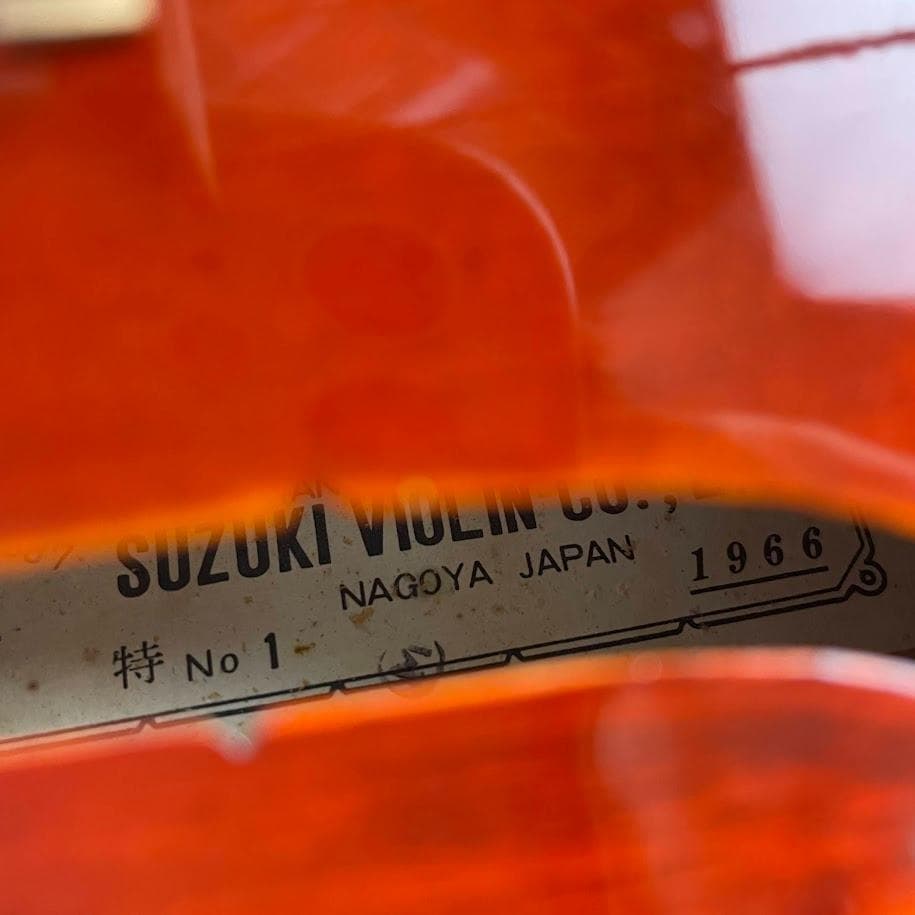 SUZUKI VIOLIN CO.,
NAGOYA JAPAN
1966
特 No 1